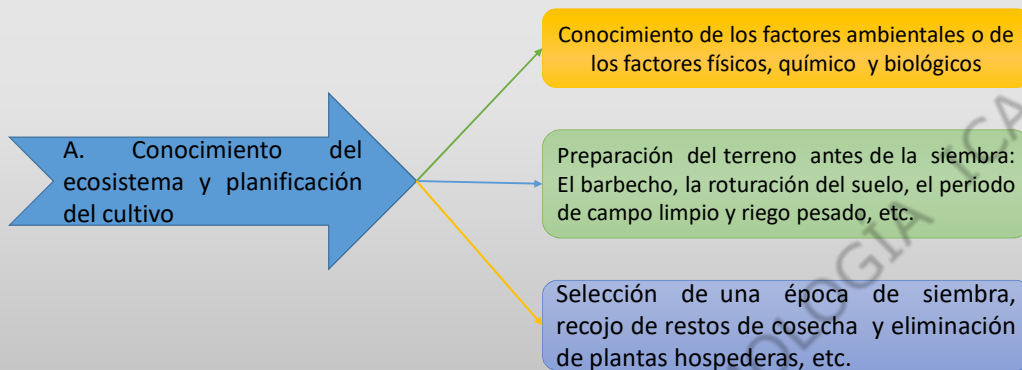 Conocimiento de los factores ambientales o de
los factores físicos, químico y biológicos
A. Conocimiento del
ecosistema y planificación
del cultivo
Preparación del terreno antes de la siembra:
El barbecho, la roturación del suelo, el periodo
de campo limpio y riego pesado, etc.
Selección de una época de siembra,
recojo de restos de cosecha y eliminación
de plantas hospederas, etc.